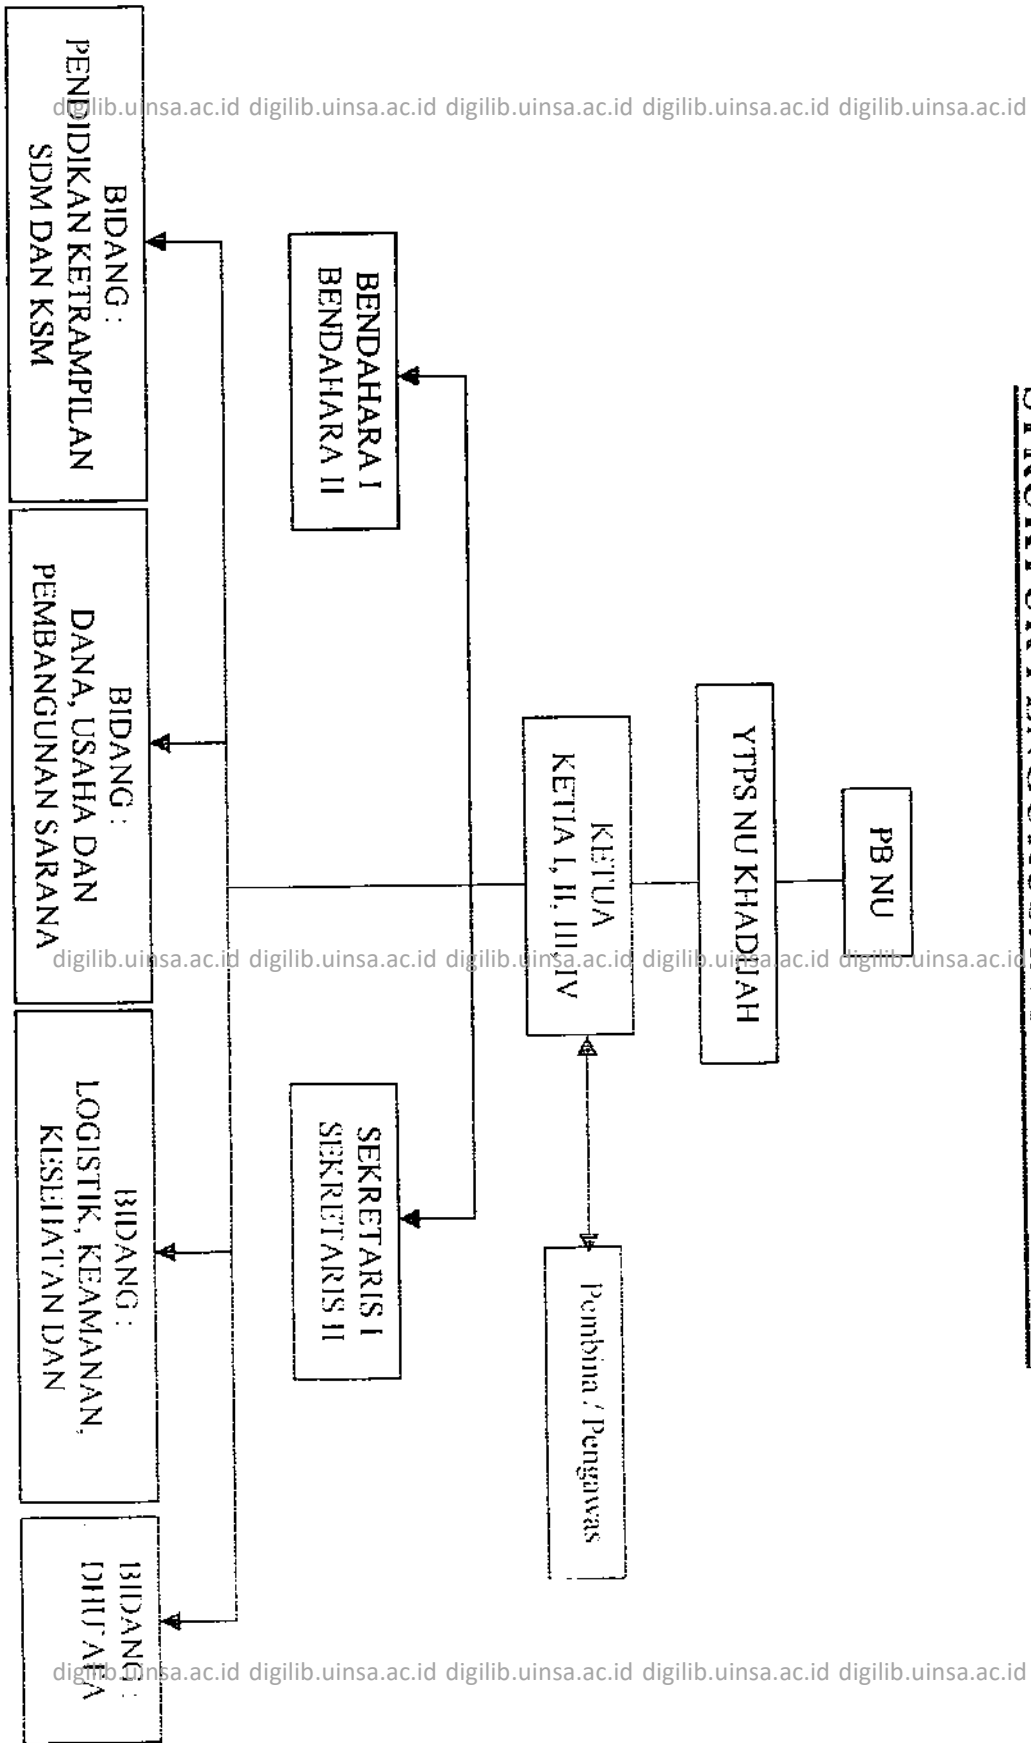 PB NU
YTPS NU KHADIJAH
KETUA
KETIA I, II, III, IV
Pembina / Pengawas
BENDAHARA I
BENDAHARA II
SEKRETARIS I
SEKRETARIS II
BIDANG :
PENDIDIKAN KETRAMPILAN
SDM DAN KSM
BIDANG :
DANA, USAHA DAN
PEMBANGUNAN SARANA
BIDANG :
LOGISTIK, KEAMANAN,
KESEHATAN DAN
BIDANG :
DHU'AFA
digilib.uinsa.ac.id digilib.uinsa.ac.id digilib.uinsa.ac.id digilib.uinsa.ac.id digilib.uinsa.ac.id
digilib.uinsa.ac.id digilib.uinsa.ac.id digilib.uinsa.ac.id digilib.uinsa.ac.id digilib.uinsa.ac.id
digilib.uinsa.ac.id digilib.uinsa.ac.id digilib.uinsa.ac.id digilib.uinsa.ac.id digilib.uinsa.ac.id